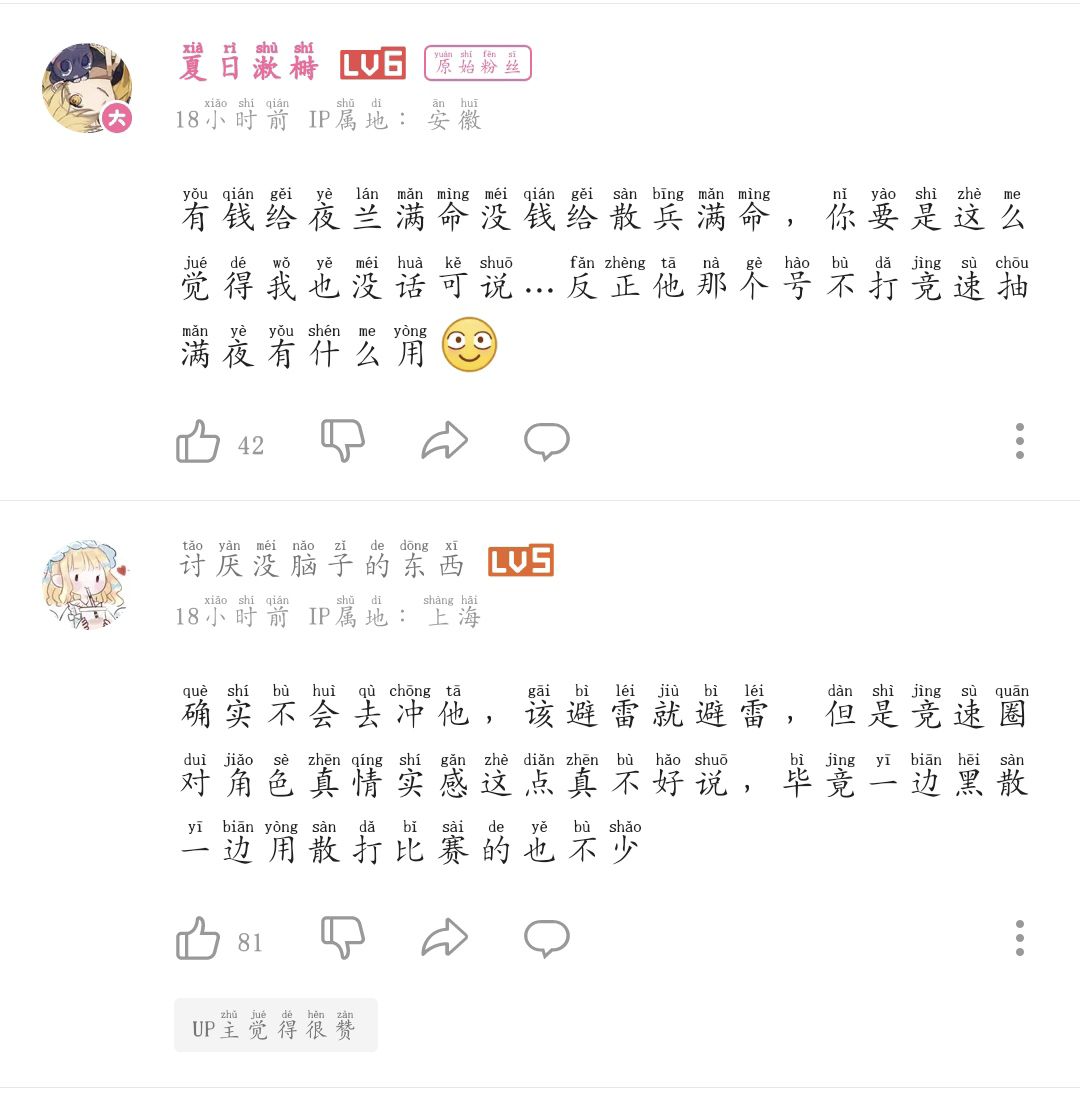 夏日漱樹 LV6 原始粉丝
18小时前 IP属地：安徽
有钱给夜兰满命没钱给散兵满命，你要是这么
觉得我也没话可说…反正他那个号不打竞速抽
满夜有什么用
42
讨厌没脑子的东西 LV5
18小时前 IP属地：上海
确实不会去冲他，该避雷就避雷，但是竞速圈
对角色真情实感这点真不好说，毕竟一边黑散
一边用散打比赛的也不少
81
UP主觉得很赞